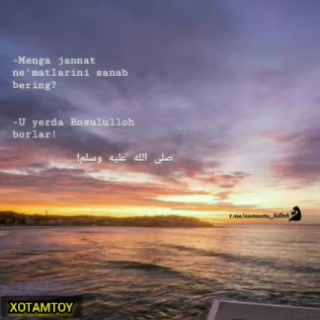 -Menga jannat
ne'matlarini sanab
bering?
-U yerda Rosululloh
borlar!
صلى الله عليه وسلم!
XOTAMTOY